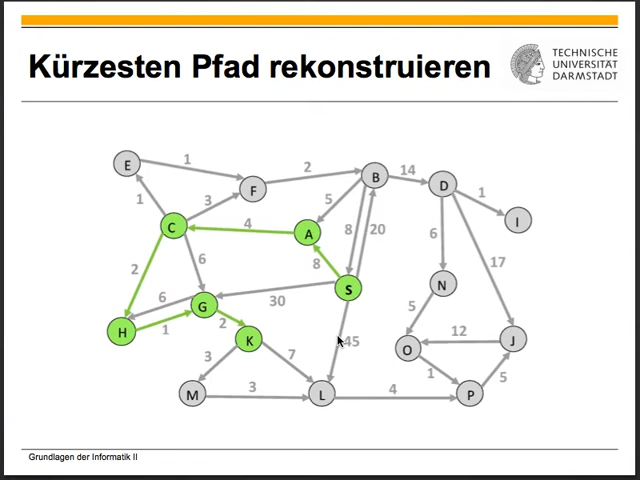 Kürzesten Pfad rekonstruieren
TECHNISCHE
UNIVERSITÄT
DARMSTADT
E
1
F
2
B
14
D
1
I
1
3
5
C
4
A
8
20
6
17
2
6
8
S
6
G
30
N
5
H
1
2
K
45
12
J
O
3
7
1
5
M
3
L
4
P
Grundlagen der Informatik II